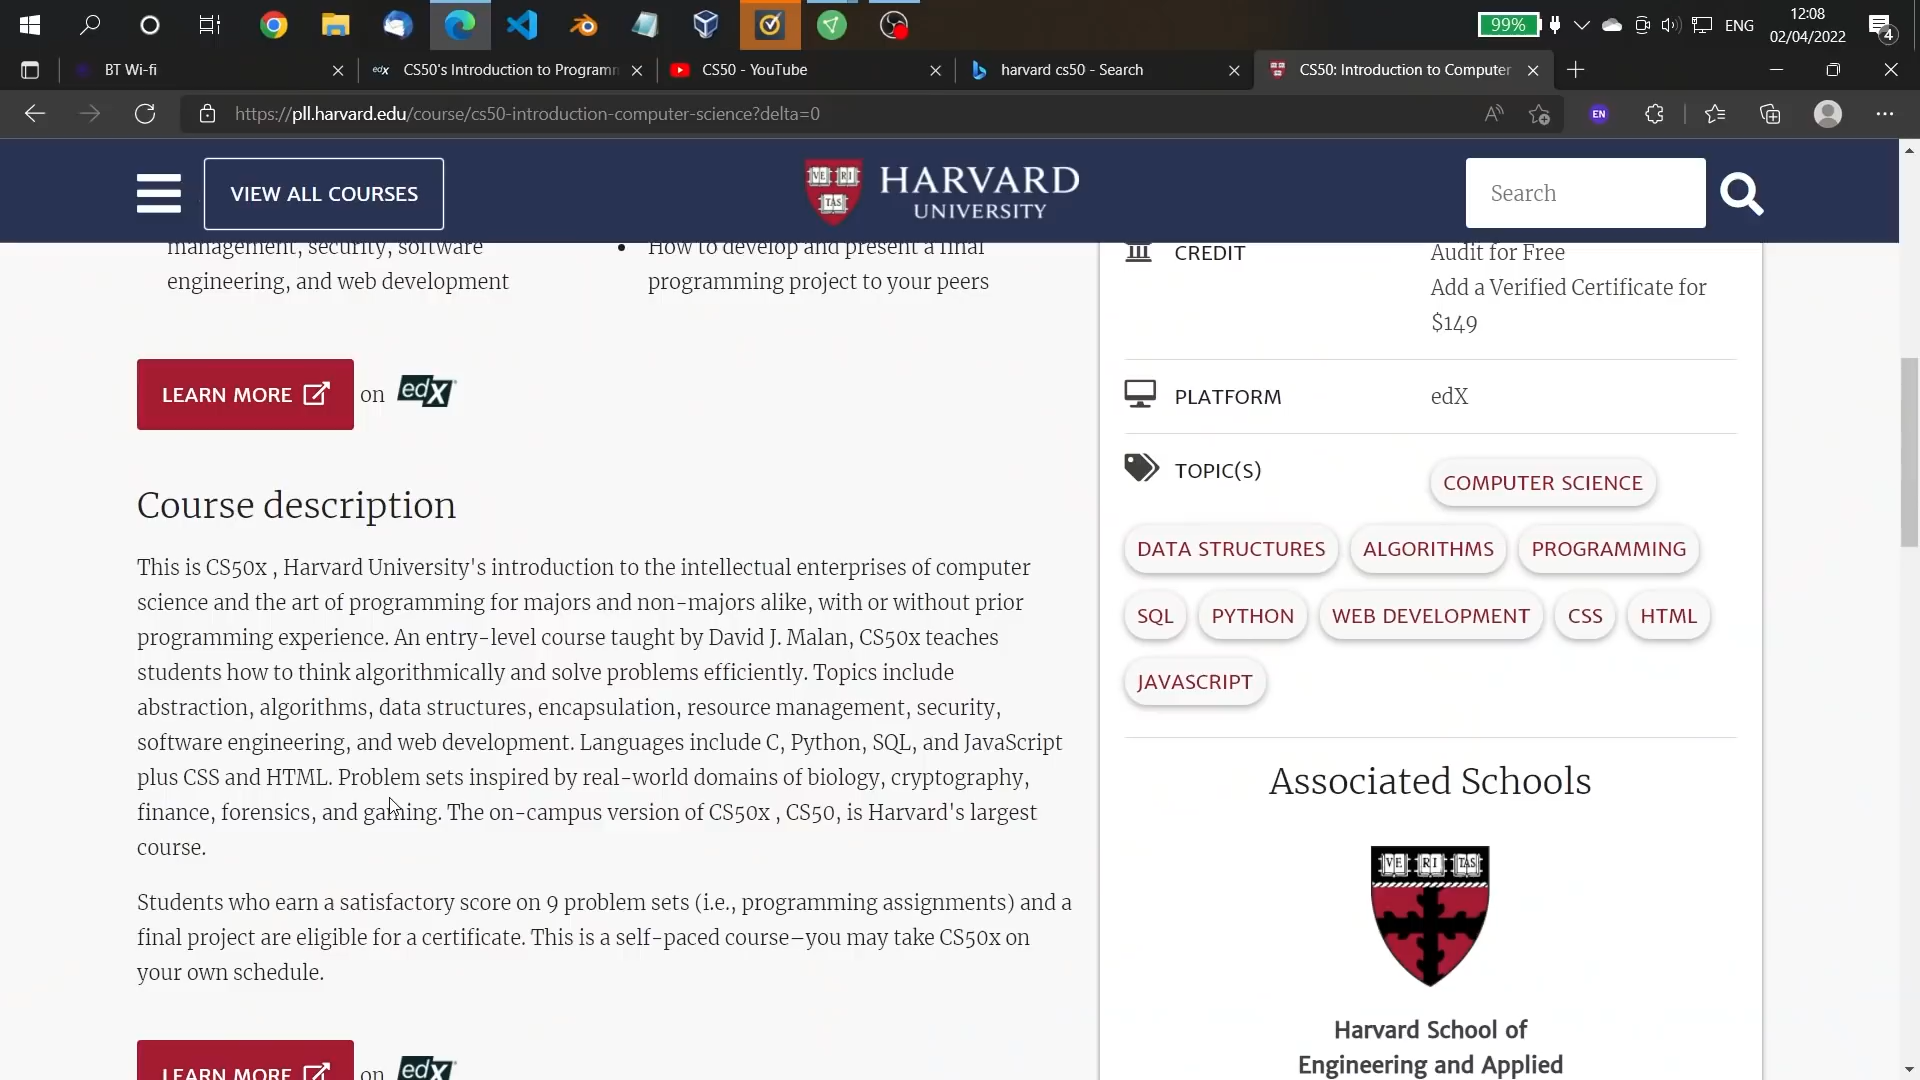 99%
ENG
12:08
02/04/2022
4
BT Wi-fi
edX
CS50's Introduction to Programm
CS50 - YouTube
harvard cs50 - Search
CS50: Introduction to Computer
https://pll.harvard.edu/course/cs50-introduction-computer-science?delta=0
EN
VIEW ALL COURSES
VE RI TAS
HARVARD
UNIVERSITY
Search
management, security, software
engineering, and web development
• How to develop and present a final
programming project to your peers
LEARN MORE on edX
Course description
This is CS50x , Harvard University's introduction to the intellectual enterprises of computer
science and the art of programming for majors and non-majors alike, with or without prior
programming experience. An entry-level course taught by David J. Malan, CS50x teaches
students how to think algorithmically and solve problems efficiently. Topics include
abstraction, algorithms, data structures, encapsulation, resource management, security,
software engineering, and web development. Languages include C, Python, SQL, and JavaScript
plus CSS and HTML. Problem sets inspired by real-world domains of biology, cryptography,
finance, forensics, and gaming. The on-campus version of CS50x , CS50, is Harvard's largest
course.
Students who earn a satisfactory score on 9 problem sets (i.e., programming assignments) and a
final project are eligible for a certificate. This is a self-paced course–you may take CS50x on
your own schedule.
LEARN MORE on edX
CREDIT
Audit for Free
Add a Verified Certificate for
$149
PLATFORM
edX
TOPIC(S)
COMPUTER SCIENCE
DATA STRUCTURES ALGORITHMS PROGRAMMING
SQL PYTHON WEB DEVELOPMENT CSS HTML
JAVASCRIPT
Associated Schools
VE RI TAS
Harvard School of
Engineering and Applied